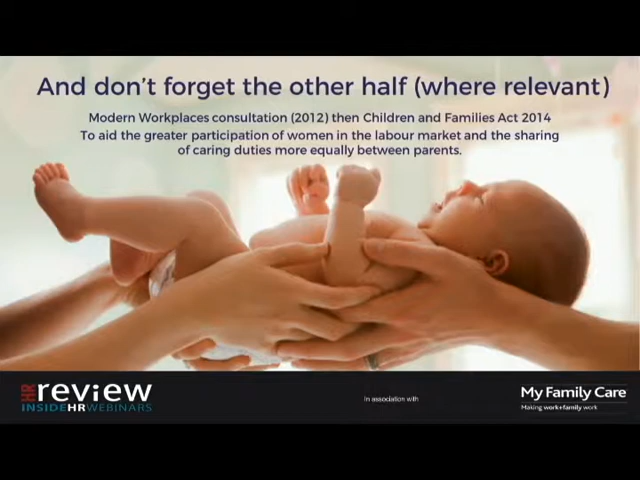 And don't forget the other half (where relevant)
Modern Workplaces consultation (2012) then Children and Families Act 2014
To aid the greater participation of women in the labour market and the sharing
of caring duties more equally between parents.
HR review
INSIDEHRWEBINARS
In association with
My Family Care
Making work+family work